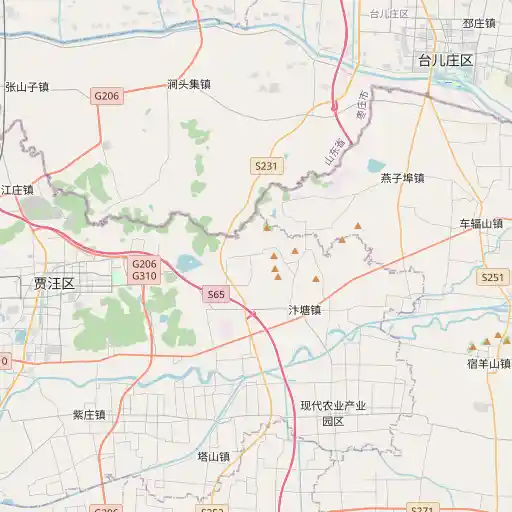 台儿庄区
邳庄镇
台儿庄区
张山子镇
涧头集镇
G206
枣庄市
山东省
S231
燕子埠镇
江庄镇
车辐山镇
G206
G310
S251
贾汪区
S65
汴塘镇
0
宿羊山镇
现代农业产业
园区
紫庄镇
塔山镇
G206
S252
S271